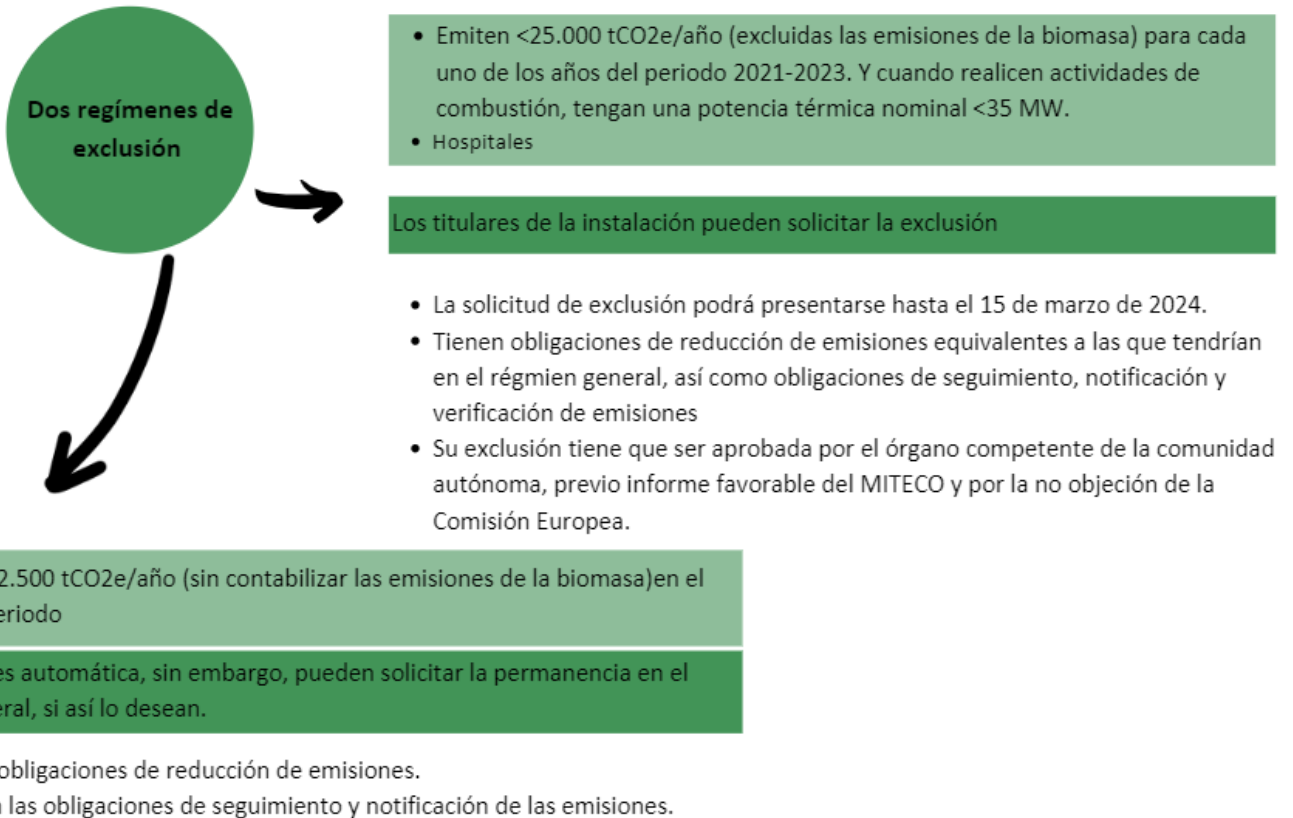 Dos regímenes de
exclusión
• Emiten <25.000 tCO2e/año (excluidas las emisiones de la biomasa) para cada
uno de los años del periodo 2021-2023. Y cuando realicen actividades de
combustión, tengan una potencia térmica nominal <35 MW.
• Hospitales
Los titulares de la instalación pueden solicitar la exclusión
• La solicitud de exclusión podrá presentarse hasta el 15 de marzo de 2024.
• Tienen obligaciones de reducción de emisiones equivalentes a las que tendrían
en el régmien general, así como obligaciones de seguimiento, notificación y
verificación de emisiones
• Su exclusión tiene que ser aprobada por el órgano competente de la comunidad
autónoma, previo informe favorable del MITECO y por la no objeción de la
Comisión Europea.
2.500 tCO2e/año (sin contabilizar las emisiones de la biomasa)en el
eriodo
es automática, sin embargo, pueden solicitar la permanencia en el
eral, si así lo desean.
obligaciones de reducción de emisiones.
las obligaciones de seguimiento y notificación de las emisiones.